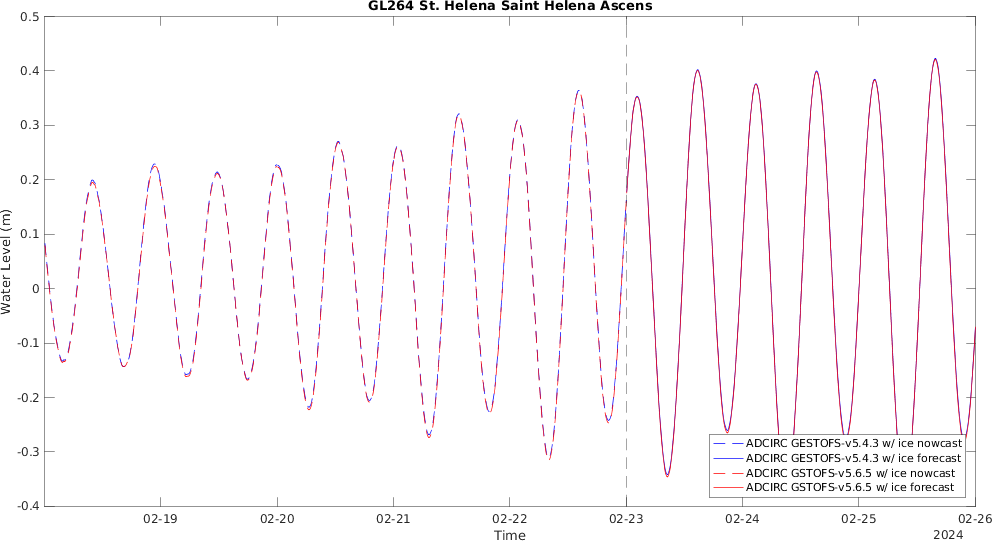 GL264 St. Helena Saint Helena Ascens
0.5
0.4
0.3
0.2
0.1
0
-0.1
-0.2
-0.3
-0.4
Water Level (m)
ADCIRC GESTOFS-v5.4.3 w/ ice nowcast
ADCIRC GESTOFS-v5.4.3 w/ ice forecast
ADCIRC GSTOFS-v5.6.5 w/ ice nowcast
ADCIRC GSTOFS-v5.6.5 w/ ice forecast
02-19 02-20 02-21 02-22 02-23 02-24 02-25 02-26
Time
2024